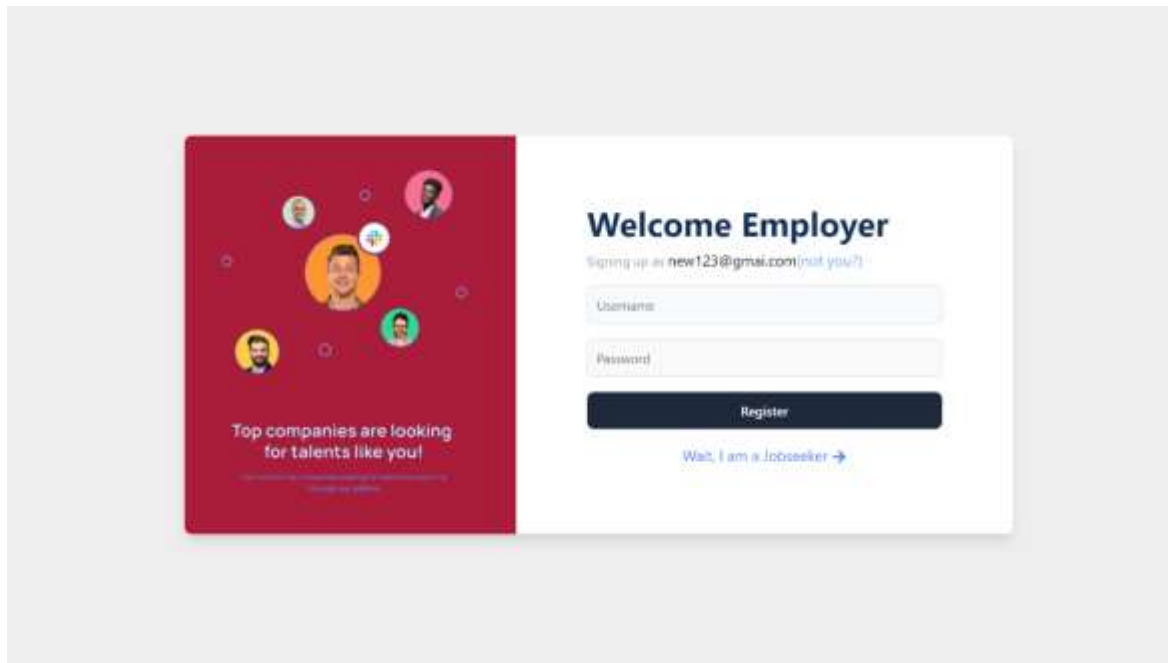 Top companies are looking
for talents like you!
Welcome Employer
Signing up as new123@gmai.com(not you?)
Username
Password
Register
Wait, I am a Jobseeker →